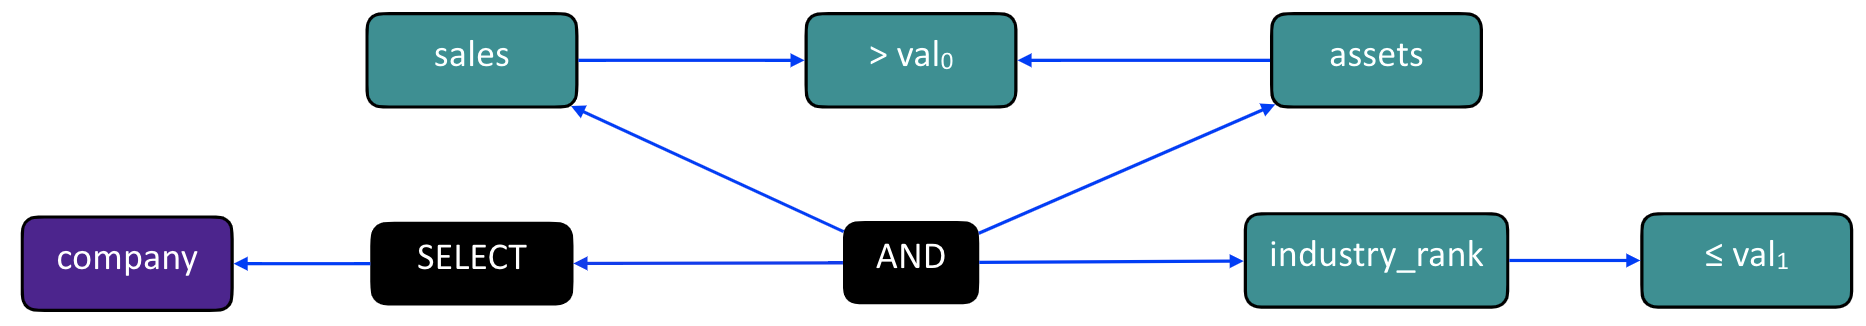 sales
> val₀
assets
company
SELECT
AND
industry_rank
≤ val₁